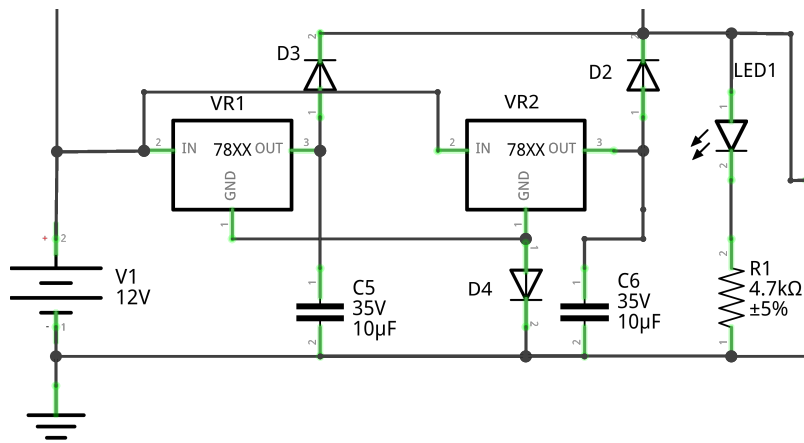 2
D3
2
D2
LED1
1
1
1
VR1
VR2
2
IN
78XX
OUT
3
2
IN
78XX
OUT
3
2
GND
GND
1
1
+
2
1
2
V1
12V
1
C5
35V
10µF
D4
1
C6
35V
10µF
R1
4.7kΩ
±5%
-
1
2
2
2
1